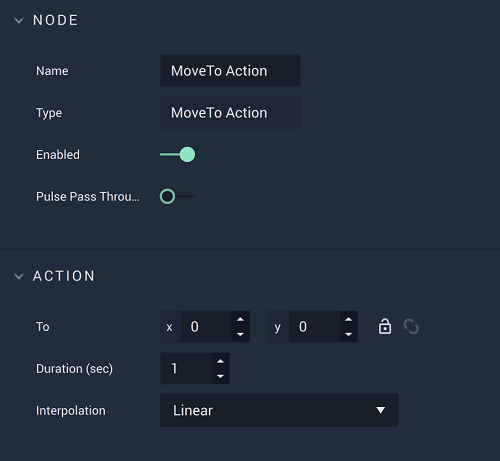 NODE
Name MoveTo Action
Type MoveTo Action
Enabled
Pulse Pass Throu...
ACTION
To x 0 y 0
Duration (sec) 1
Interpolation Linear